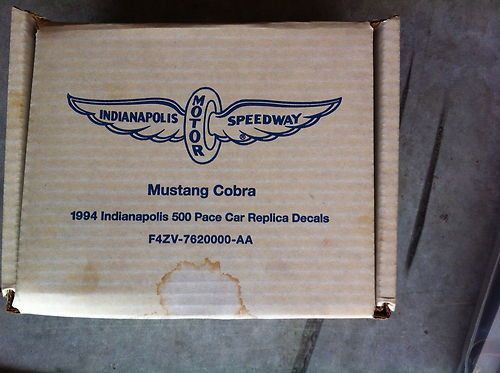 INDIANAPOLIS MOTOR SPEEDWAY ®
Mustang Cobra
1994 Indianapolis 500 Pace Car Replica Decals
F4ZV-7620000-AA